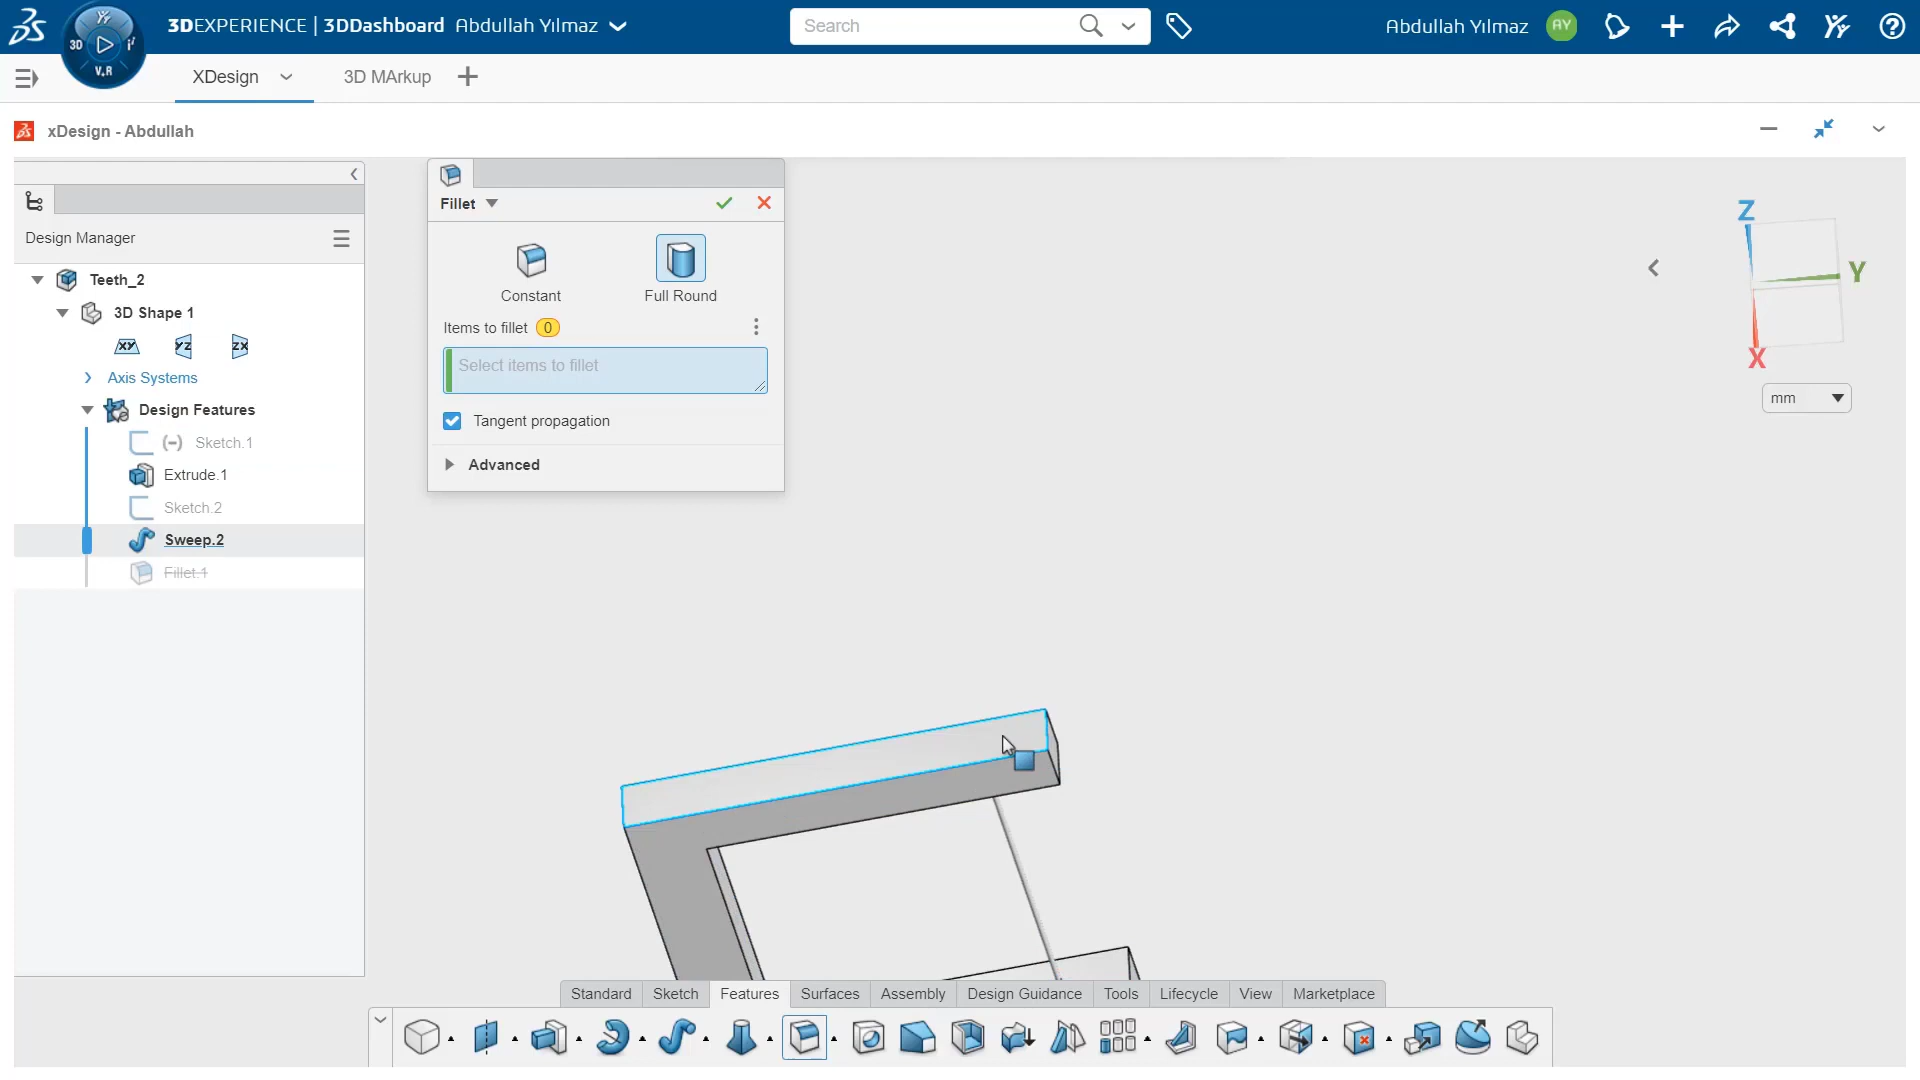 3DEXPERIENCE | 3DDashboard Abdullah Yılmaz
Search
Abdullah Yılmaz AY
3D
V.R
XDesign
3D MArkup
xDesign - Abdullah
Design Manager
Teeth_2
3D Shape 1
XY YZ ZX
Axis Systems
Design Features
(-) Sketch.1
Extrude.1
Sketch.2
Sweep.2
Fillet.1
Fillet
Constant
Full Round
Items to fillet 0
Select items to fillet
Tangent propagation
Advanced
Z
Y
X
mm
Standard Sketch Features Surfaces Assembly Design Guidance Tools Lifecycle View Marketplace